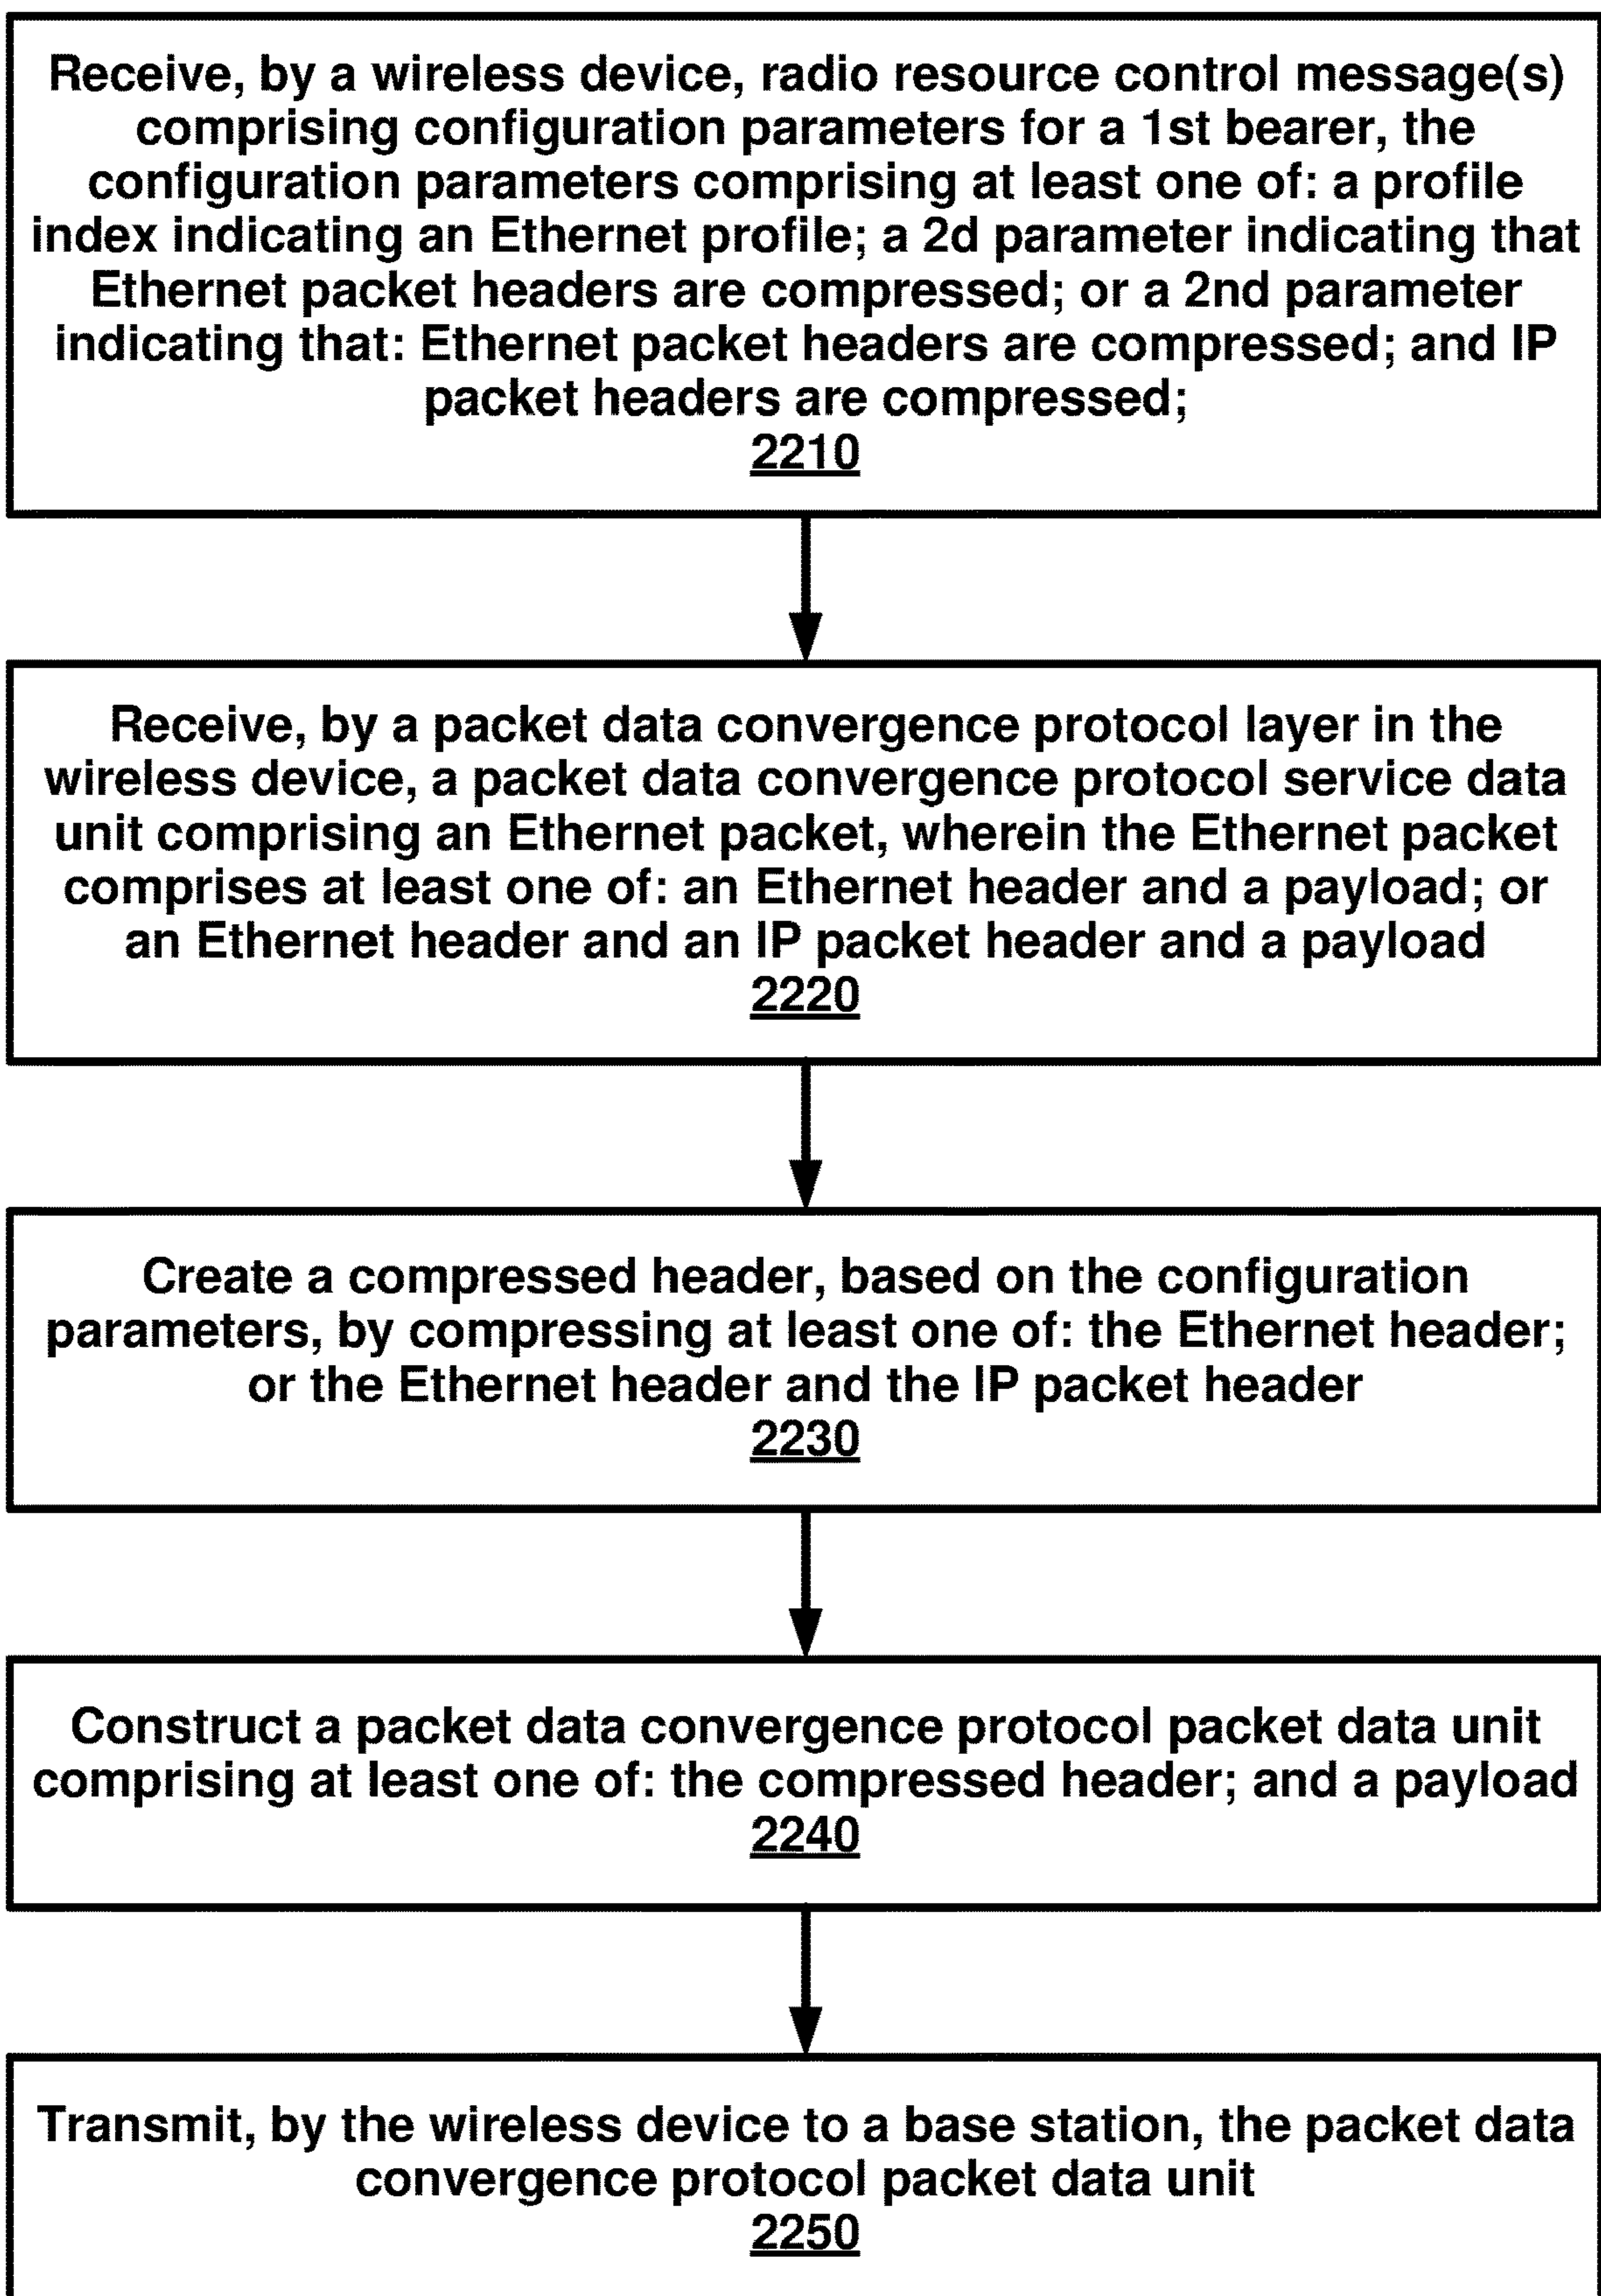 Receive, by a wireless device, radio resource control message(s)
comprising configuration parameters for a 1st bearer, the
configuration parameters comprising at least one of: a profile
index indicating an Ethernet profile; a 2d parameter indicating that
Ethernet packet headers are compressed; or a 2nd parameter
indicating that: Ethernet packet headers are compressed; and IP
packet headers are compressed;
2210
Receive, by a packet data convergence protocol layer in the
wireless device, a packet data convergence protocol service data
unit comprising an Ethernet packet, wherein the Ethernet packet
comprises at least one of: an Ethernet header and a payload; or
an Ethernet header and an IP packet header and a payload
2220
Create a compressed header, based on the configuration
parameters, by compressing at least one of: the Ethernet header;
or the Ethernet header and the IP packet header
2230
Construct a packet data convergence protocol packet data unit
comprising at least one of: the compressed header; and a payload
2240
Transmit, by the wireless device to a base station, the packet data
convergence protocol packet data unit
2250